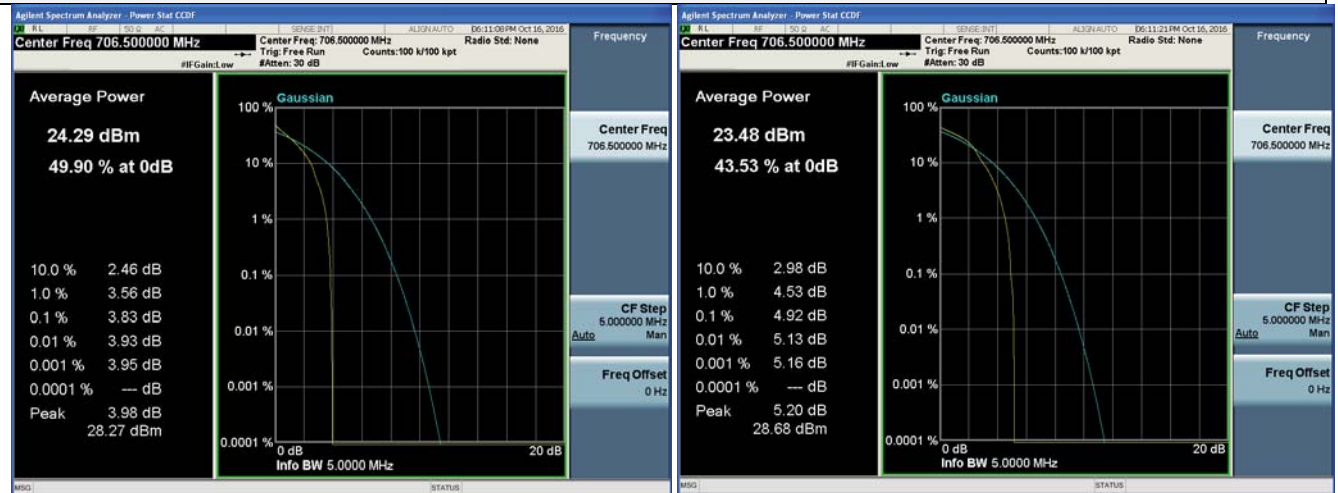 Agilent Spectrum Analyzer - Power Stat CCDF
RL RF 50 Ω AC SENSE:INT ALIGN AUTO 06:11:08 PM Oct 16, 2016
Center Freq 706.500000 MHz
Center Freq: 706.500000 MHz Radio Std: None
Trig: Free Run Counts:100 k/100 kpt
#IFGain:Low #Atten: 30 dB
Frequency
Average Power
24.29 dBm
49.90 % at 0dB
10.0 % 2.46 dB
1.0 % 3.56 dB
0.1 % 3.83 dB
0.01 % 3.93 dB
0.001 % 3.95 dB
0.0001 % --- dB
Peak 3.98 dB
28.27 dBm
Gaussian
100 %
10 %
1 %
0.1 %
0.01 %
0.001 %
0.0001 %
0 dB 20 dB
Info BW 5.0000 MHz
Center Freq
706.500000 MHz
CF Step
5.000000 MHz
Auto Man
Freq Offset
0 Hz
MSG STATUS
Agilent Spectrum Analyzer - Power Stat CCDF
RL RF 50 Ω AC SENSE:INT ALIGN AUTO 06:11:21 PM Oct 16, 2016
Center Freq 706.500000 MHz
Center Freq: 706.500000 MHz Radio Std: None
Trig: Free Run Counts:100 k/100 kpt
#IFGain:Low #Atten: 30 dB
Frequency
Average Power
23.48 dBm
43.53 % at 0dB
10.0 % 2.98 dB
1.0 % 4.53 dB
0.1 % 4.92 dB
0.01 % 5.13 dB
0.001 % 5.16 dB
0.0001 % --- dB
Peak 5.20 dB
28.68 dBm
Gaussian
100 %
10 %
1 %
0.1 %
0.01 %
0.001 %
0.0001 %
0 dB 20 dB
Info BW 5.0000 MHz
Center Freq
706.500000 MHz
CF Step
5.000000 MHz
Auto Man
Freq Offset
0 Hz
MSG STATUS